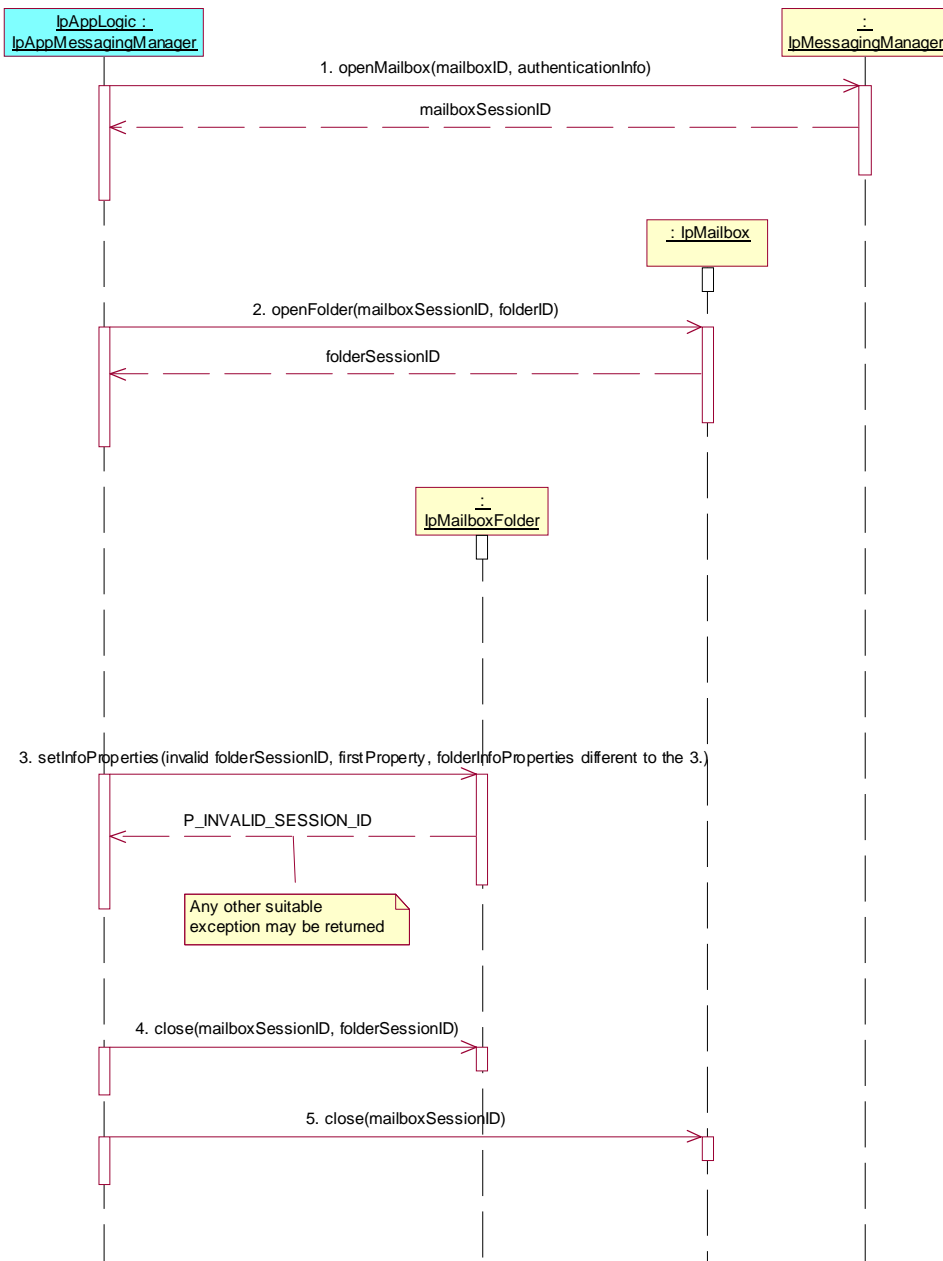 IpAppLogic :
IpAppMessagingManager
:
IpMessagingManager
1. openMailbox(mailboxID, authenticationInfo)
mailboxSessionID
: IpMailbox
2. openFolder(mailboxSessionID, folderID)
folderSessionID
:
IpMailboxFolder
3. setInfoProperties(invalid folderSessionID, firstProperty, folderInfoProperties different to the 3.)
P_INVALID_SESSION_ID
Any other suitable
exception may be returned
4. close(mailboxSessionID, folderSessionID)
5. close(mailboxSessionID)